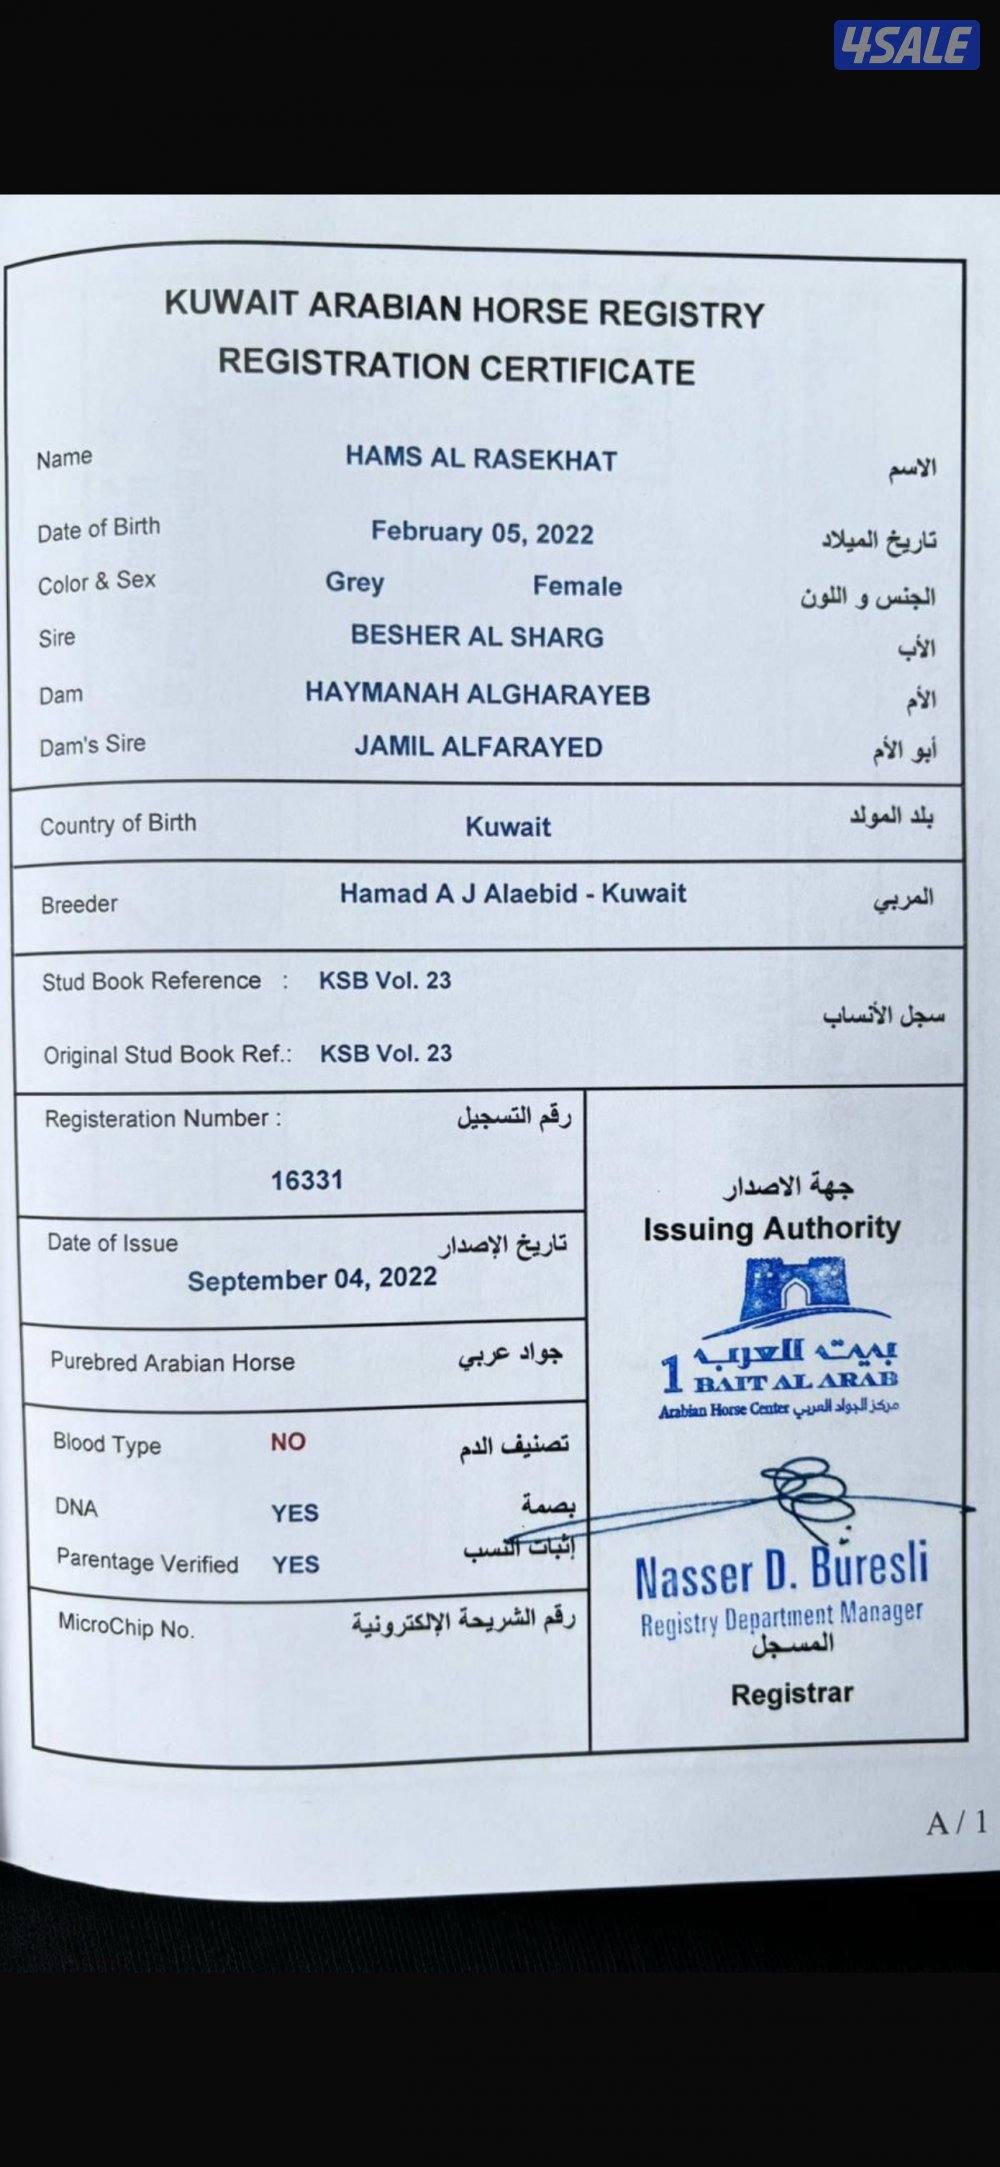 4SALE
KUWAIT ARABIAN HORSE REGISTRY
REGISTRATION CERTIFICATE
Name HAMS AL RASEKHAT الاسم
Date of Birth February 05, 2022 تاريخ الميلاد
Color & Sex Grey Female الجنس و اللون
Sire BESHER AL SHARG الأب
Dam HAYMANAH ALGHARAYEB الأم
Dam's Sire JAMIL ALFARAYED أبو الأم
Country of Birth Kuwait بلد المولد
Breeder Hamad A J Alaebid - Kuwait المربي
Stud Book Reference : KSB Vol. 23
سجل الأنساب
Original Stud Book Ref.: KSB Vol. 23
Registeration Number : رقم التسجيل
16331
Date of Issue تاريخ الإصدار
September 04, 2022
Purebred Arabian Horse جواد عربي
Blood Type NO تصنيف الدم
DNA YES بصمة
Parentage Verified YES إثبات النسب
MicroChip No. رقم الشريحة الإلكترونية
جهة الاصدار
Issuing Authority
بيت العرب
1 BAIT AL ARAB
Arabian Horse Center مركز الجواد العربي
Nasser D. Buresli
Registry Department Manager
المسجل
Registrar
A / 1